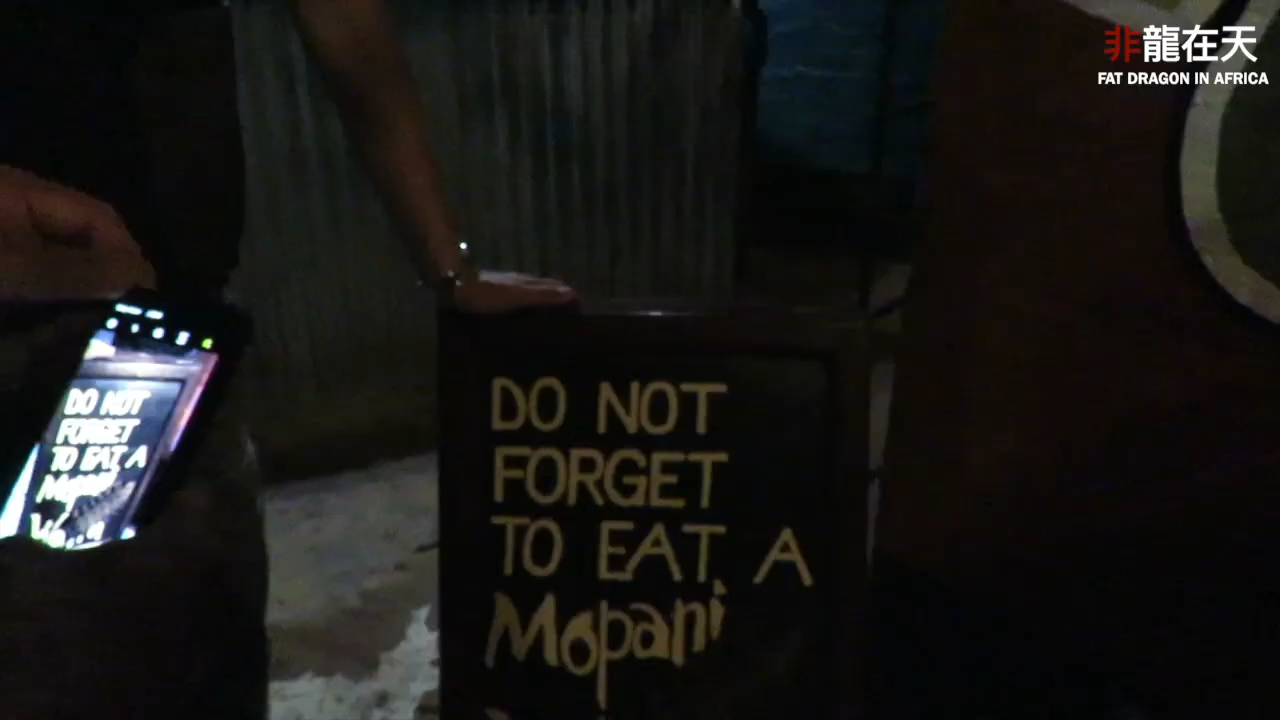 非龍在天
FAT DRAGON IN AFRICA
DO NOT
FORGET
TO EAT A
Mopani
DO NOT
FORGET
TO EAT A
Mopani